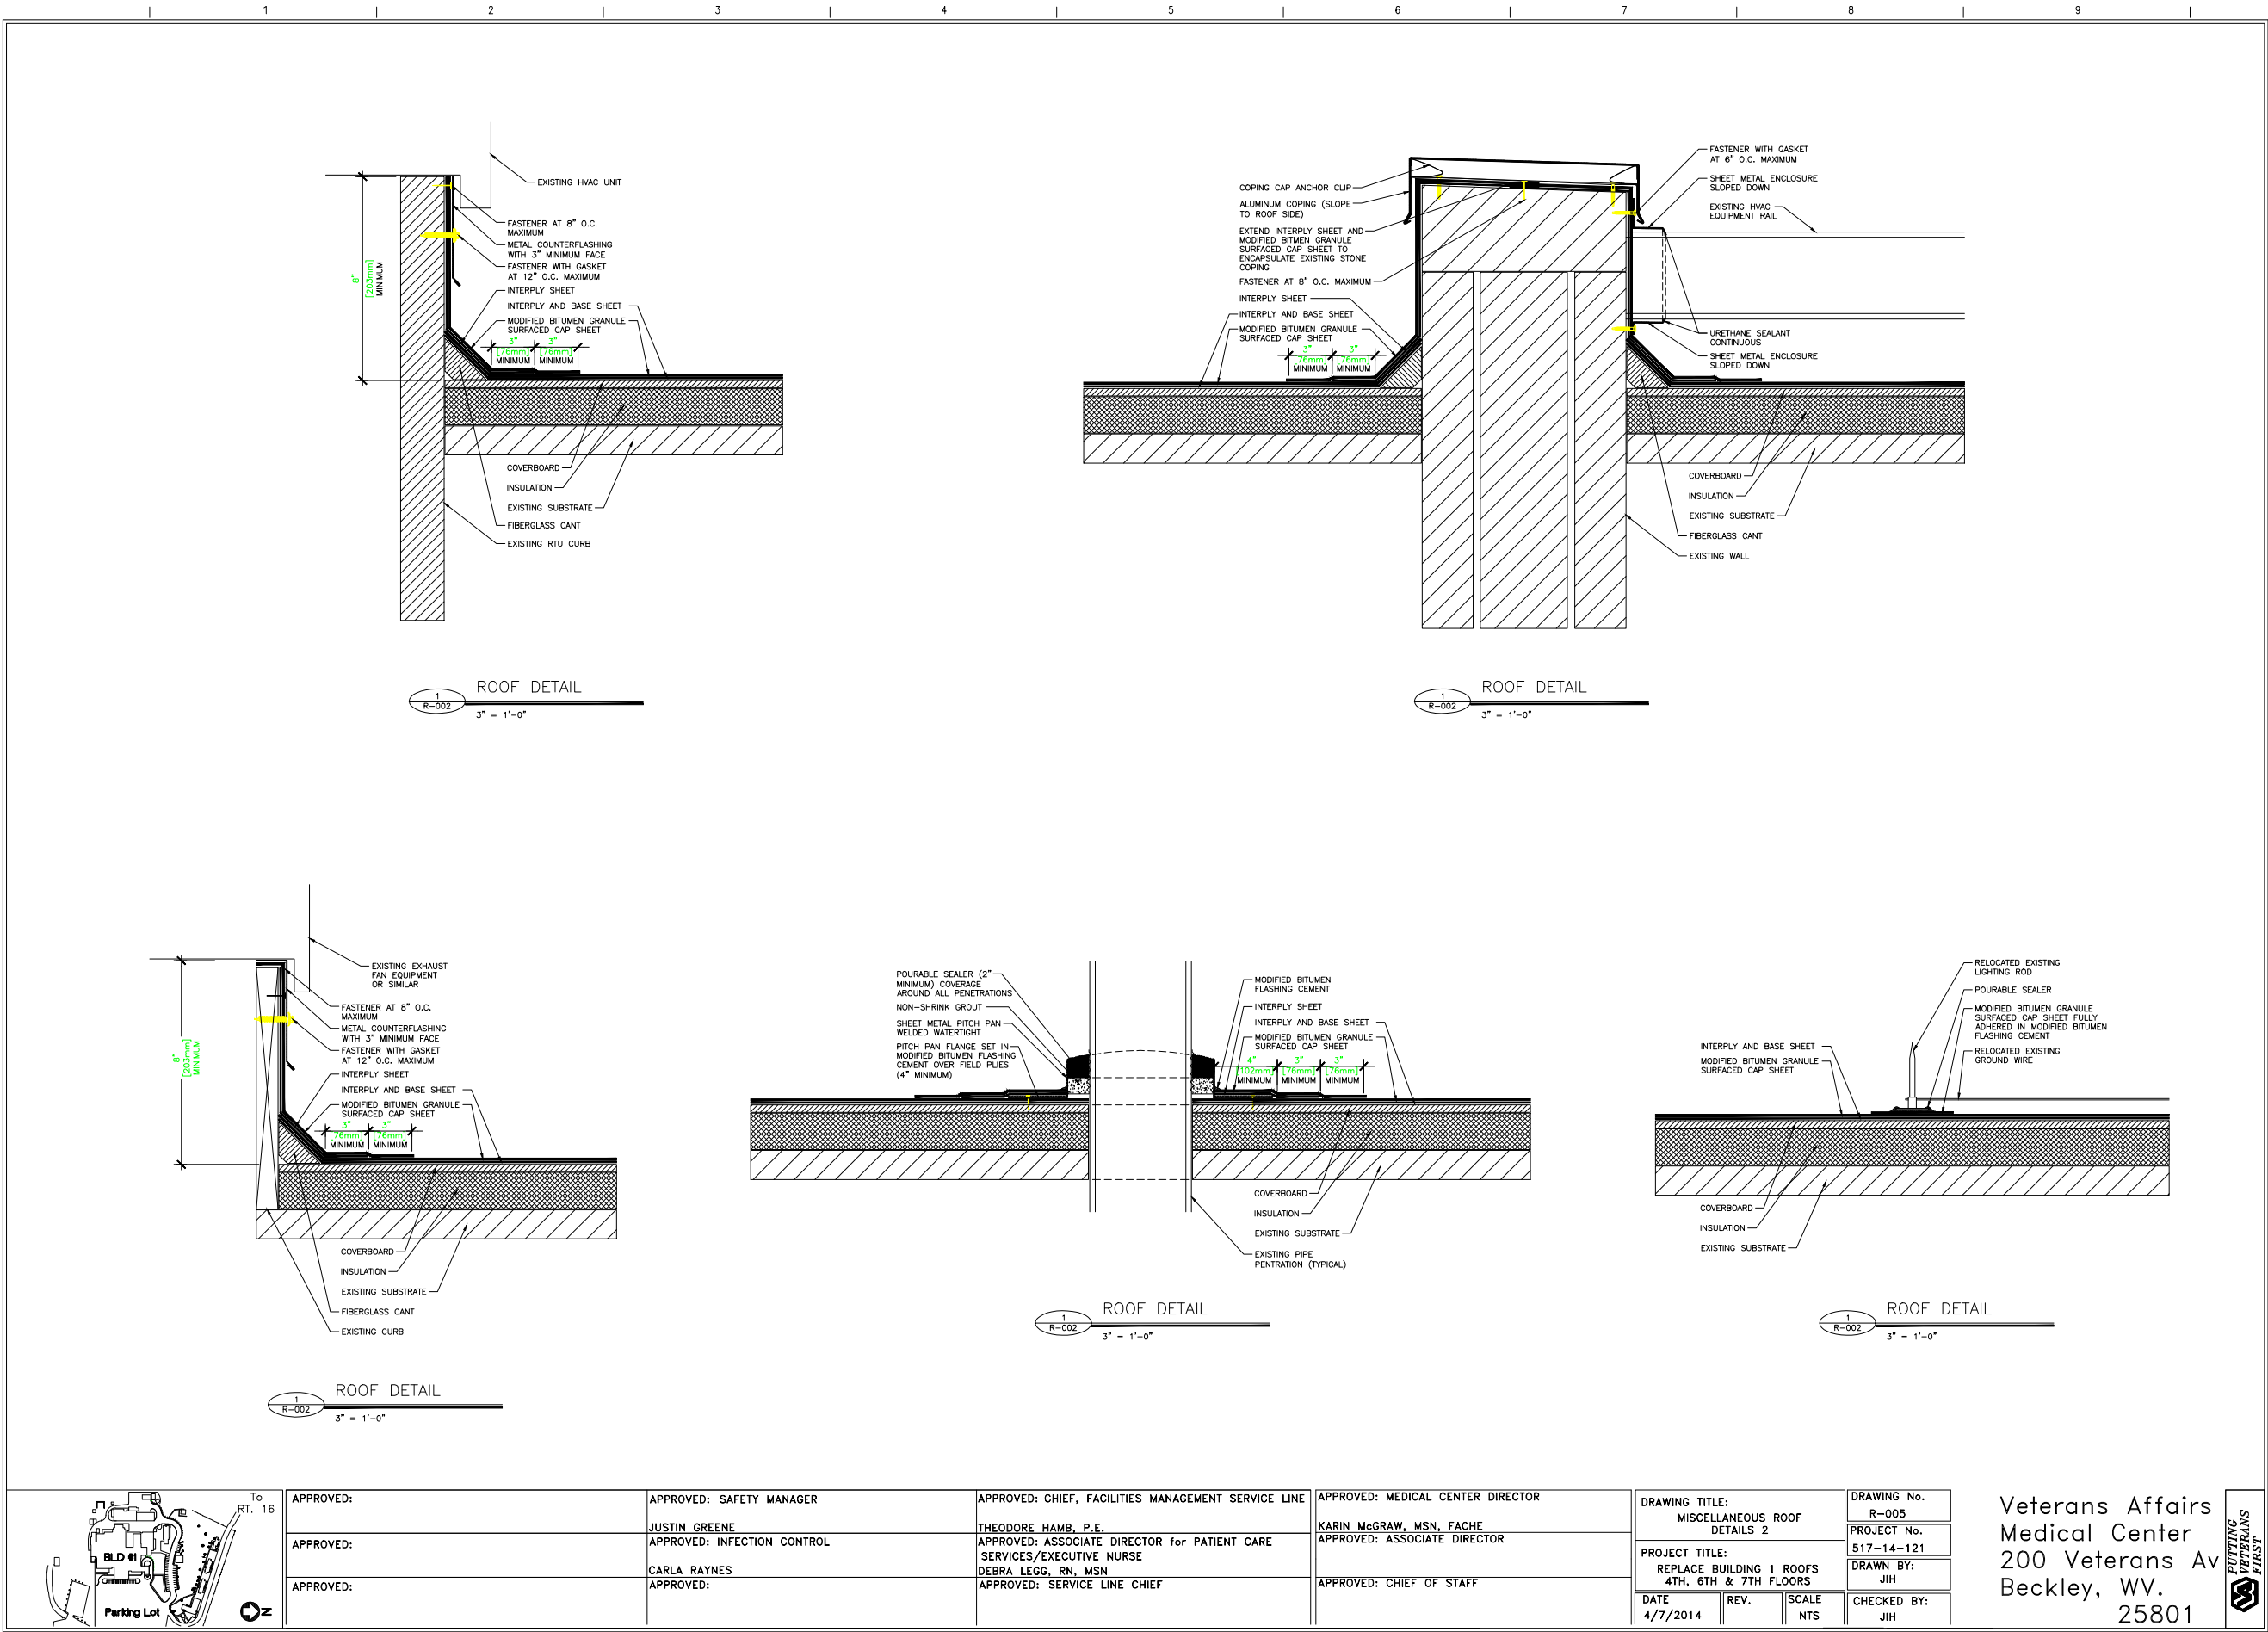 1 2 3 4 5 6 7 8 9
EXISTING HVAC UNIT
FASTENER AT 8" O.C.
MAXIMUM
METAL COUNTERFLASHING
WITH 3" MINIMUM FACE
FASTENER WITH GASKET
AT 12" O.C. MAXIMUM
INTERPLY SHEET
INTERPLY AND BASE SHEET
MODIFIED BITUMEN GRANULE
SURFACED CAP SHEET
8"
[203mm]
MINIMUM
3" 3"
[76mm] [76mm]
MINIMUM MINIMUM
COVERBOARD
INSULATION
EXISTING SUBSTRATE
FIBERGLASS CANT
EXISTING RTU CURB
1
R-002
ROOF DETAIL
3" = 1'-0"
COPING CAP ANCHOR CLIP
ALUMINUM COPING (SLOPE
TO ROOF SIDE)
EXTEND INTERPLY SHEET AND
MODIFIED BITMEN GRANULE
SURFACED CAP SHEET TO
ENCAPSULATE EXISTING STONE
COPING
FASTENER AT 8" O.C. MAXIMUM
INTERPLY SHEET
INTERPLY AND BASE SHEET
MODIFIED BITUMEN GRANULE
SURFACED CAP SHEET
3" 3"
[76mm] [76mm]
MINIMUM MINIMUM
FASTENER WITH GASKET
AT 6" O.C. MAXIMUM
SHEET METAL ENCLOSURE
SLOPED DOWN
EXISTING HVAC
EQUIPMENT RAIL
URETHANE SEALANT
CONTINUOUS
SHEET METAL ENCLOSURE
SLOPED DOWN
COVERBOARD
INSULATION
EXISTING SUBSTRATE
FIBERGLASS CANT
EXISTING WALL
1
R-002
ROOF DETAIL
3" = 1'-0"
EXISTING EXHAUST
FAN EQUIPMENT
OR SIMILAR
FASTENER AT 8" O.C.
MAXIMUM
METAL COUNTERFLASHING
WITH 3" MINIMUM FACE
FASTENER WITH GASKET
AT 12" O.C. MAXIMUM
INTERPLY SHEET
INTERPLY AND BASE SHEET
MODIFIED BITUMEN GRANULE
SURFACED CAP SHEET
8"
[203mm]
MINIMUM
3" 3"
[76mm] [76mm]
MINIMUM MINIMUM
COVERBOARD
INSULATION
EXISTING SUBSTRATE
FIBERGLASS CANT
EXISTING CURB
1
R-002
ROOF DETAIL
3" = 1'-0"
POURABLE SEALER (2"
MINIMUM) COVERAGE
AROUND ALL PENETRATIONS
NON-SHRINK GROUT
SHEET METAL PITCH PAN
WELDED WATERTIGHT
PITCH PAN FLANGE SET IN
MODIFIED BITUMEN FLASHING
CEMENT OVER FIELD PLIES
(4" MINIMUM)
MODIFIED BITUMEN
FLASHING CEMENT
INTERPLY SHEET
INTERPLY AND BASE SHEET
MODIFIED BITUMEN GRANULE
SURFACED CAP SHEET
4" 3" 3"
[102mm] [76mm] [76mm]
MINIMUM MINIMUM MINIMUM
COVERBOARD
INSULATION
EXISTING SUBSTRATE
EXISTING PIPE
PENTRATION (TYPICAL)
1
R-002
ROOF DETAIL
3" = 1'-0"
RELOCATED EXISTING
LIGHTING ROD
POURABLE SEALER
MODIFIED BITUMEN GRANULE
SURFACED CAP SHEET FULLY
ADHERED IN MODIFIED BITUMEN
FLASHING CEMENT
RELOCATED EXISTING
GROUND WIRE
INTERPLY AND BASE SHEET
MODIFIED BITUMEN GRANULE
SURFACED CAP SHEET
COVERBOARD
INSULATION
EXISTING SUBSTRATE
1
R-002
ROOF DETAIL
3" = 1'-0"
To
RT. 16
BLD #1
Parking Lot
N
APPROVED:
APPROVED:
APPROVED:
APPROVED: SAFETY MANAGER
JUSTIN GREENE
APPROVED: INFECTION CONTROL
CARLA RAYNES
APPROVED:
APPROVED: CHIEF, FACILITIES MANAGEMENT SERVICE LINE
THEODORE HAMB, P.E.
APPROVED: ASSOCIATE DIRECTOR for PATIENT CARE
SERVICES/EXECUTIVE NURSE
DEBRA LEGG, RN, MSN
APPROVED: SERVICE LINE CHIEF
APPROVED: MEDICAL CENTER DIRECTOR
KARIN McGRAW, MSN, FACHE
APPROVED: ASSOCIATE DIRECTOR
APPROVED: CHIEF OF STAFF
DRAWING TITLE:
MISCELLANEOUS ROOF
DETAILS 2
PROJECT TITLE:
REPLACE BUILDING 1 ROOFS
4TH, 6TH & 7TH FLOORS
DATE
4/7/2014
REV.
SCALE
NTS
DRAWING No.
R-005
PROJECT No.
517-14-121
DRAWN BY:
JIH
CHECKED BY:
JIH
Veterans Affairs
Medical Center
200 Veterans Av
Beckley, WV.
25801
PUTTING
VETERANS
FIRST